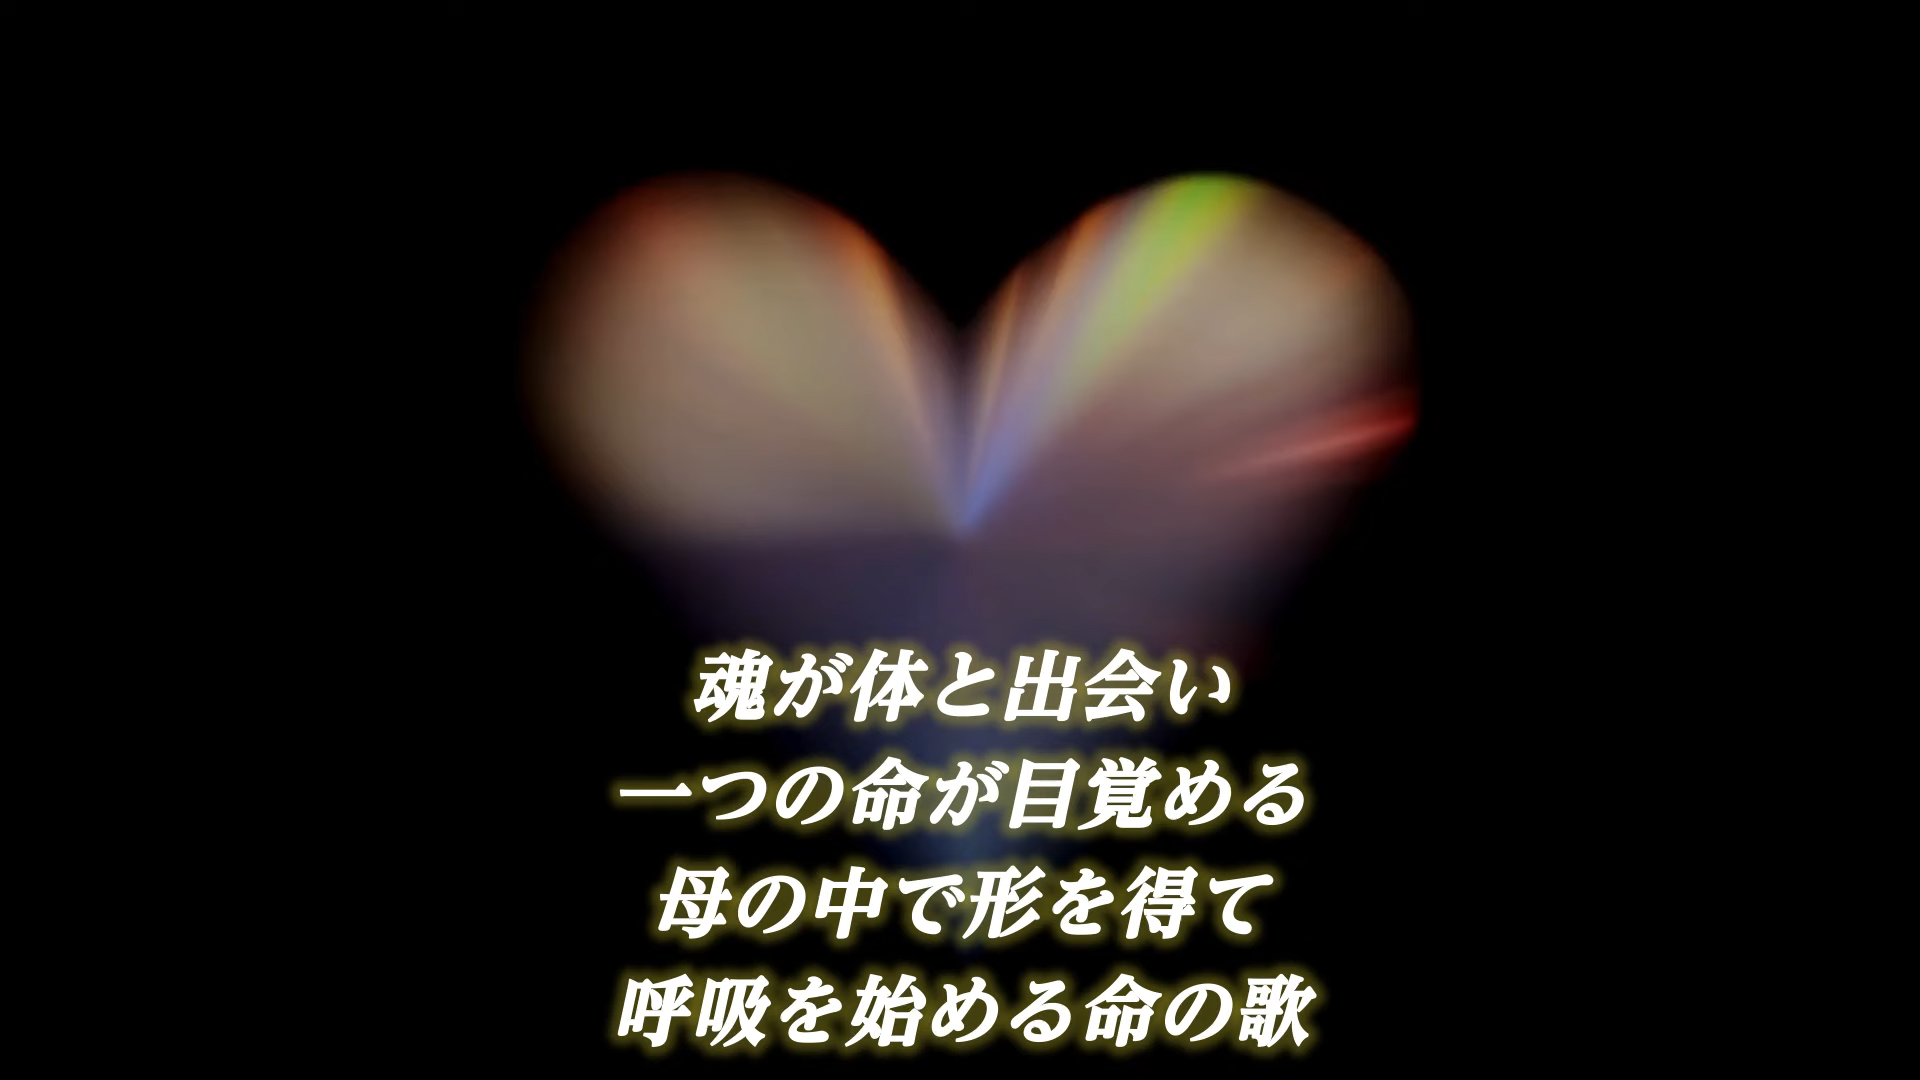 魂が体と出会い
一つの命が目覚める
母の中で形を得て
呼吸を始める命の歌